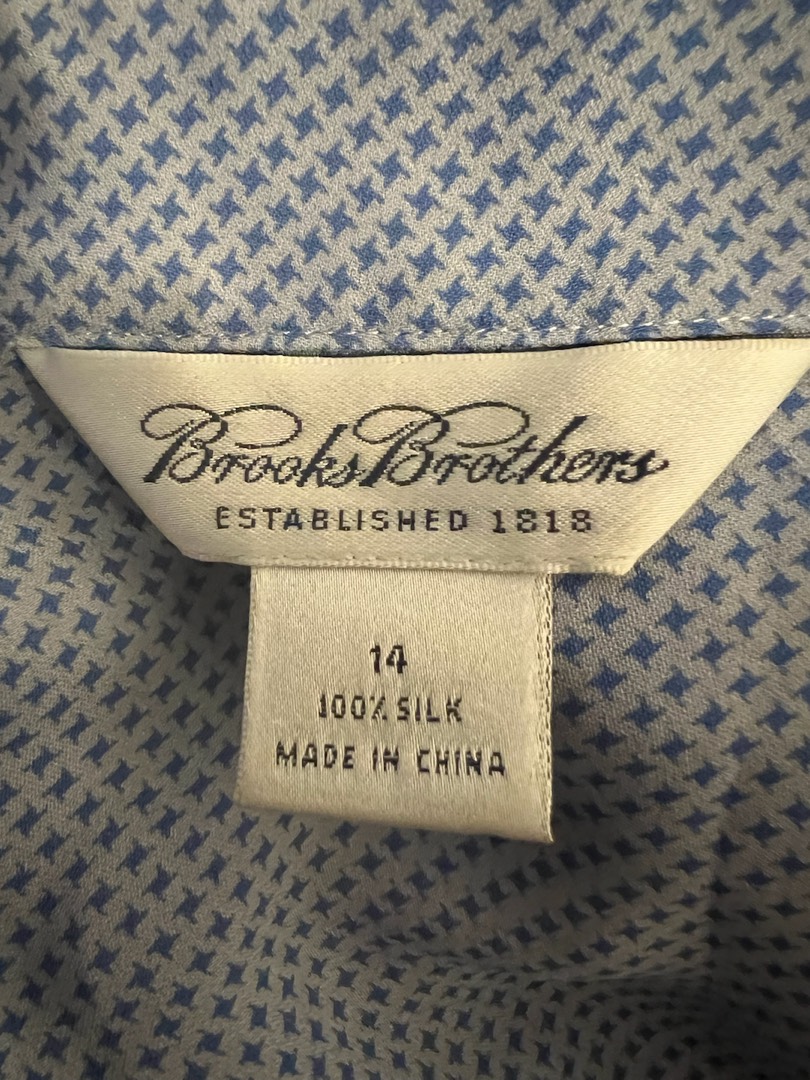 Brooks Brothers
ESTABLISHED 1818
14
100% SILK
MADE IN CHINA